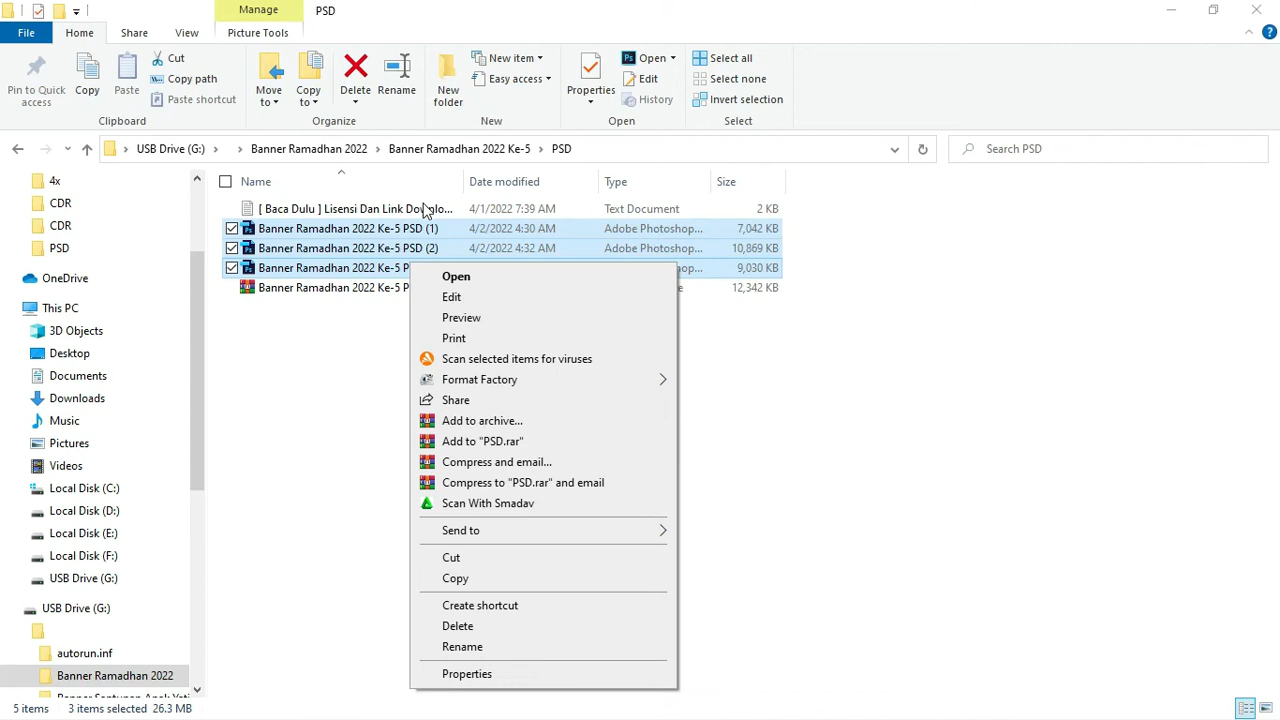 Manage
PSD
File
Home
Share
View
Picture Tools
Pin to Quick access
Copy
Paste
Cut
Copy path
Paste shortcut
Clipboard
Move to
Copy to
Delete
Rename
Organize
New folder
New item
Easy access
New
Properties
Open
Edit
History
Open
Select all
Select none
Invert selection
Select
USB Drive (G:)
Banner Ramadhan 2022
Banner Ramadhan 2022 Ke-5
PSD
Search PSD
4x
CDR
CDR
PSD
OneDrive
This PC
3D Objects
Desktop
Documents
Downloads
Music
Pictures
Videos
Local Disk (C:)
Local Disk (D:)
Local Disk (E:)
Local Disk (F:)
USB Drive (G:)
USB Drive (G:)
autorun.inf
Banner Ramadhan 2022
Name Date modified Type Size
[ Baca Dulu ] Lisensi Dan Link Downlo... 4/1/2022 7:39 AM Text Document 2 KB
Banner Ramadhan 2022 Ke-5 PSD (1) 4/2/2022 4:30 AM Adobe Photoshop... 7,042 KB
Banner Ramadhan 2022 Ke-5 PSD (2) 4/2/2022 4:32 AM Adobe Photoshop... 10,869 KB
Banner Ramadhan 2022 Ke-5 P hop... 9,030 KB
Banner Ramadhan 2022 Ke-5 P e 12,342 KB
Open
Edit
Preview
Print
Scan selected items for viruses
Format Factory
Share
Add to archive...
Add to "PSD.rar"
Compress and email...
Compress to "PSD.rar" and email
Scan With Smadav
Send to
Cut
Copy
Create shortcut
Delete
Rename
Properties
5 items 3 items selected 26.3 MB